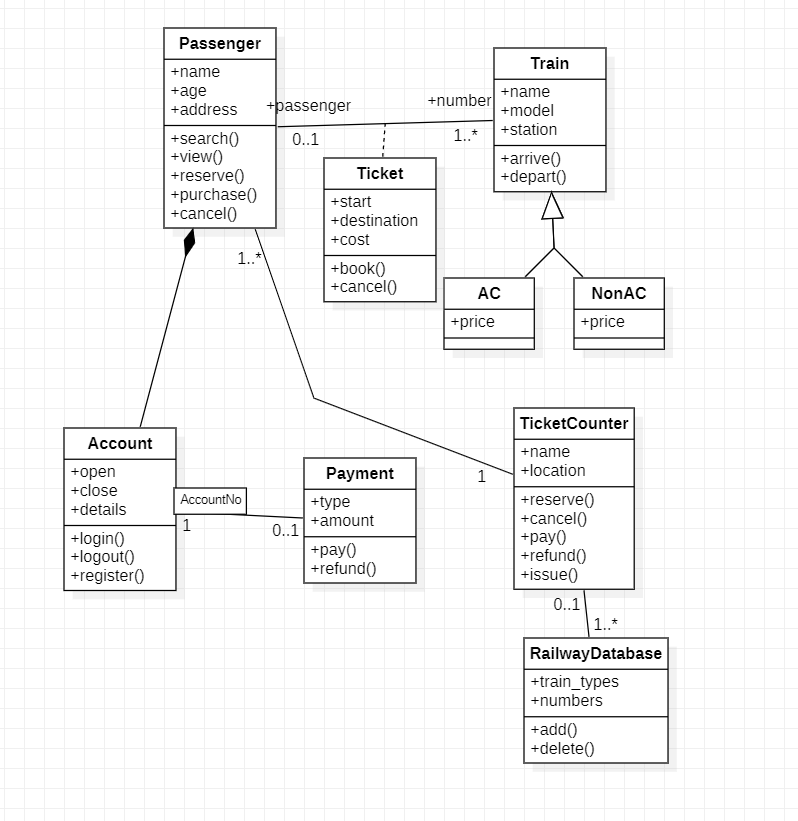 Passenger
+name
+age
+address
+search()
+view()
+reserve()
+purchase()
+cancel()
+passenger
0..1
+number
1..*
Train
+name
+model
+station
+arrive()
+depart()
Ticket
+start
+destination
+cost
+book()
+cancel()
AC
+price
NonAC
+price
1..*
1
Account
+open
+close
+details
+login()
+logout()
+register()
AccountNo
1
0..1
Payment
+type
+amount
+pay()
+refund()
TicketCounter
+name
+location
+reserve()
+cancel()
+pay()
+refund()
+issue()
0..1
1..*
RailwayDatabase
+train_types
+numbers
+add()
+delete()